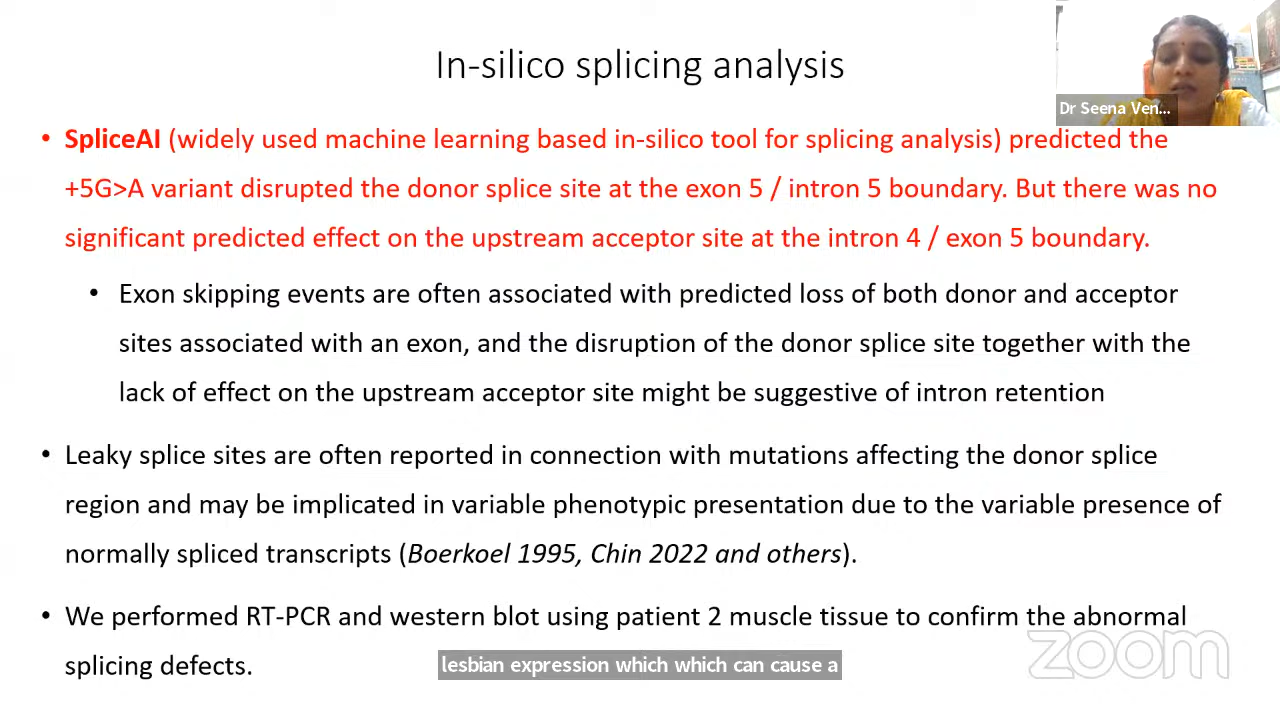 In-silico splicing analysis
Dr Seena Ven...
• SpliceAI (widely used machine learning based in-silico tool for splicing analysis) predicted the
+5G>A variant disrupted the donor splice site at the exon 5 / intron 5 boundary. But there was no
significant predicted effect on the upstream acceptor site at the intron 4 / exon 5 boundary.
• Exon skipping events are often associated with predicted loss of both donor and acceptor
sites associated with an exon, and the disruption of the donor splice site together with the
lack of effect on the upstream acceptor site might be suggestive of intron retention
• Leaky splice sites are often reported in connection with mutations affecting the donor splice
region and may be implicated in variable phenotypic presentation due to the variable presence of
normally spliced transcripts (Boerkoel 1995, Chin 2022 and others).
• We performed RT-PCR and western blot using patient 2 muscle tissue to confirm the abnormal
splicing defects.
zoom
lesbian expression which which can cause a